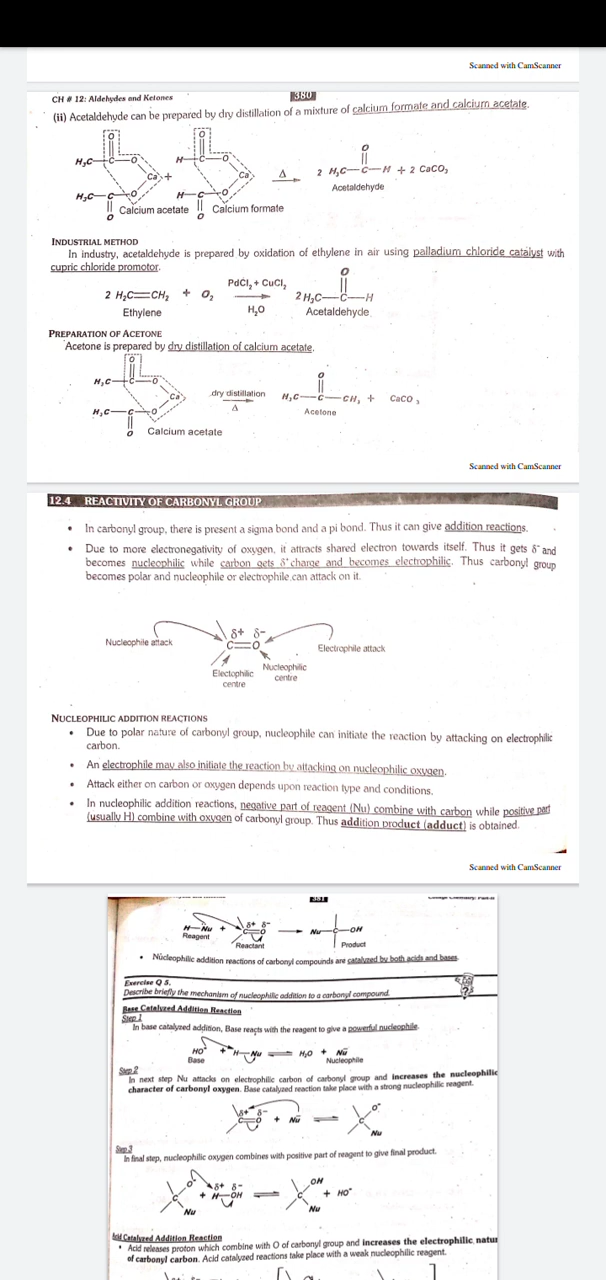 Scanned with CamScanner
CH # 12: Aldehydes and Ketones
380
(ii) Acetaldehyde can be prepared by dry distillation of a mixture of calcium formate and calcium acetate.
O O O
H₃C—C—O H—C—O
Ca + Ca Δ 2 H₃C—C—H + 2 CaCO₃
H₃C—C—O H—C—O Acetaldehyde
O Calcium acetate O Calcium formate
INDUSTRIAL METHOD
In industry, acetaldehyde is prepared by oxidation of ethylene in air using palladium chloride catalyst with
cupric chloride promotor.
O
2 H₂C=CH₂ + O₂ PdCl₂ + CuCl₂ 2 H₃C—C—H
Ethylene H₂O Acetaldehyde
PREPARATION OF ACETONE
Acetone is prepared by dry distillation of calcium acetate.
O O
H₃C—C—O
Ca dry distillation H₃C—C—CH₃ + CaCO₃
H₃C—C—O Δ Acetone
O Calcium acetate
Scanned with CamScanner
12.4 REACTIVITY OF CARBONYL GROUP
• In carbonyl group, there is present a sigma bond and a pi bond. Thus it can give addition reactions.
• Due to more electronegativity of oxygen, it attracts shared electron towards itself. Thus it gets δ⁻ and
becomes nucleophilic while carbon gets δ⁺ charge and becomes electrophilic. Thus carbonyl group
becomes polar and nucleophile or electrophile can attack on it.
δ+ δ-
Nucleophile attack C=O Electrophile attack
Electophilic centre Nucleophilic centre
NUCLEOPHILIC ADDITION REACTIONS
• Due to polar nature of carbonyl group, nucleophile can initiate the reaction by attacking on electrophilic
carbon.
• An electrophile may also initiate the reaction by attacking on nucleophilic oxygen.
• Attack either on carbon or oxygen depends upon reaction type and conditions.
• In nucleophilic addition reactions, negative part of reagent (Nu) combine with carbon while positive part
(usually H) combine with oxygen of carbonyl group. Thus addition product (adduct) is obtained.
Scanned with CamScanner
381
δ+ δ-
H—Nu + C=O Nu—C—OH
Reagent Reactant Product
• Nucleophilic addition reactions of carbonyl compounds are catalyzed by both acids and bases.
Exercise Q 5.
Describe briefly the mechanism of nucleophilic addition to a carbonyl compound.
Base Catalyzed Addition Reaction
Step 1
In base catalyzed addition, Base reacts with the reagent to give a powerful nucleophile.
HO⁻ + H—Nu H₂O + Nu⁻
Base Nucleophile
Step 2
In next step Nu attacks on electrophilic carbon of carbonyl group and increases the nucleophilic
character of carbonyl oxygen. Base catalyzed reaction take place with a strong nucleophilic reagent.
δ+ δ- O⁻
C=O + Nu⁻ C
Nu
Step 3
In final step, nucleophilic oxygen combines with positive part of reagent to give final product.
O⁻ δ+ δ- OH
C + H—OH C + HO⁻
Nu Nu
Acid Catalyzed Addition Reaction
• Acid releases proton which combine with O of carbonyl group and increases the electrophilic natur
of carbonyl carbon. Acid catalyzed reactions take place with a weak nucleophilic reagent.